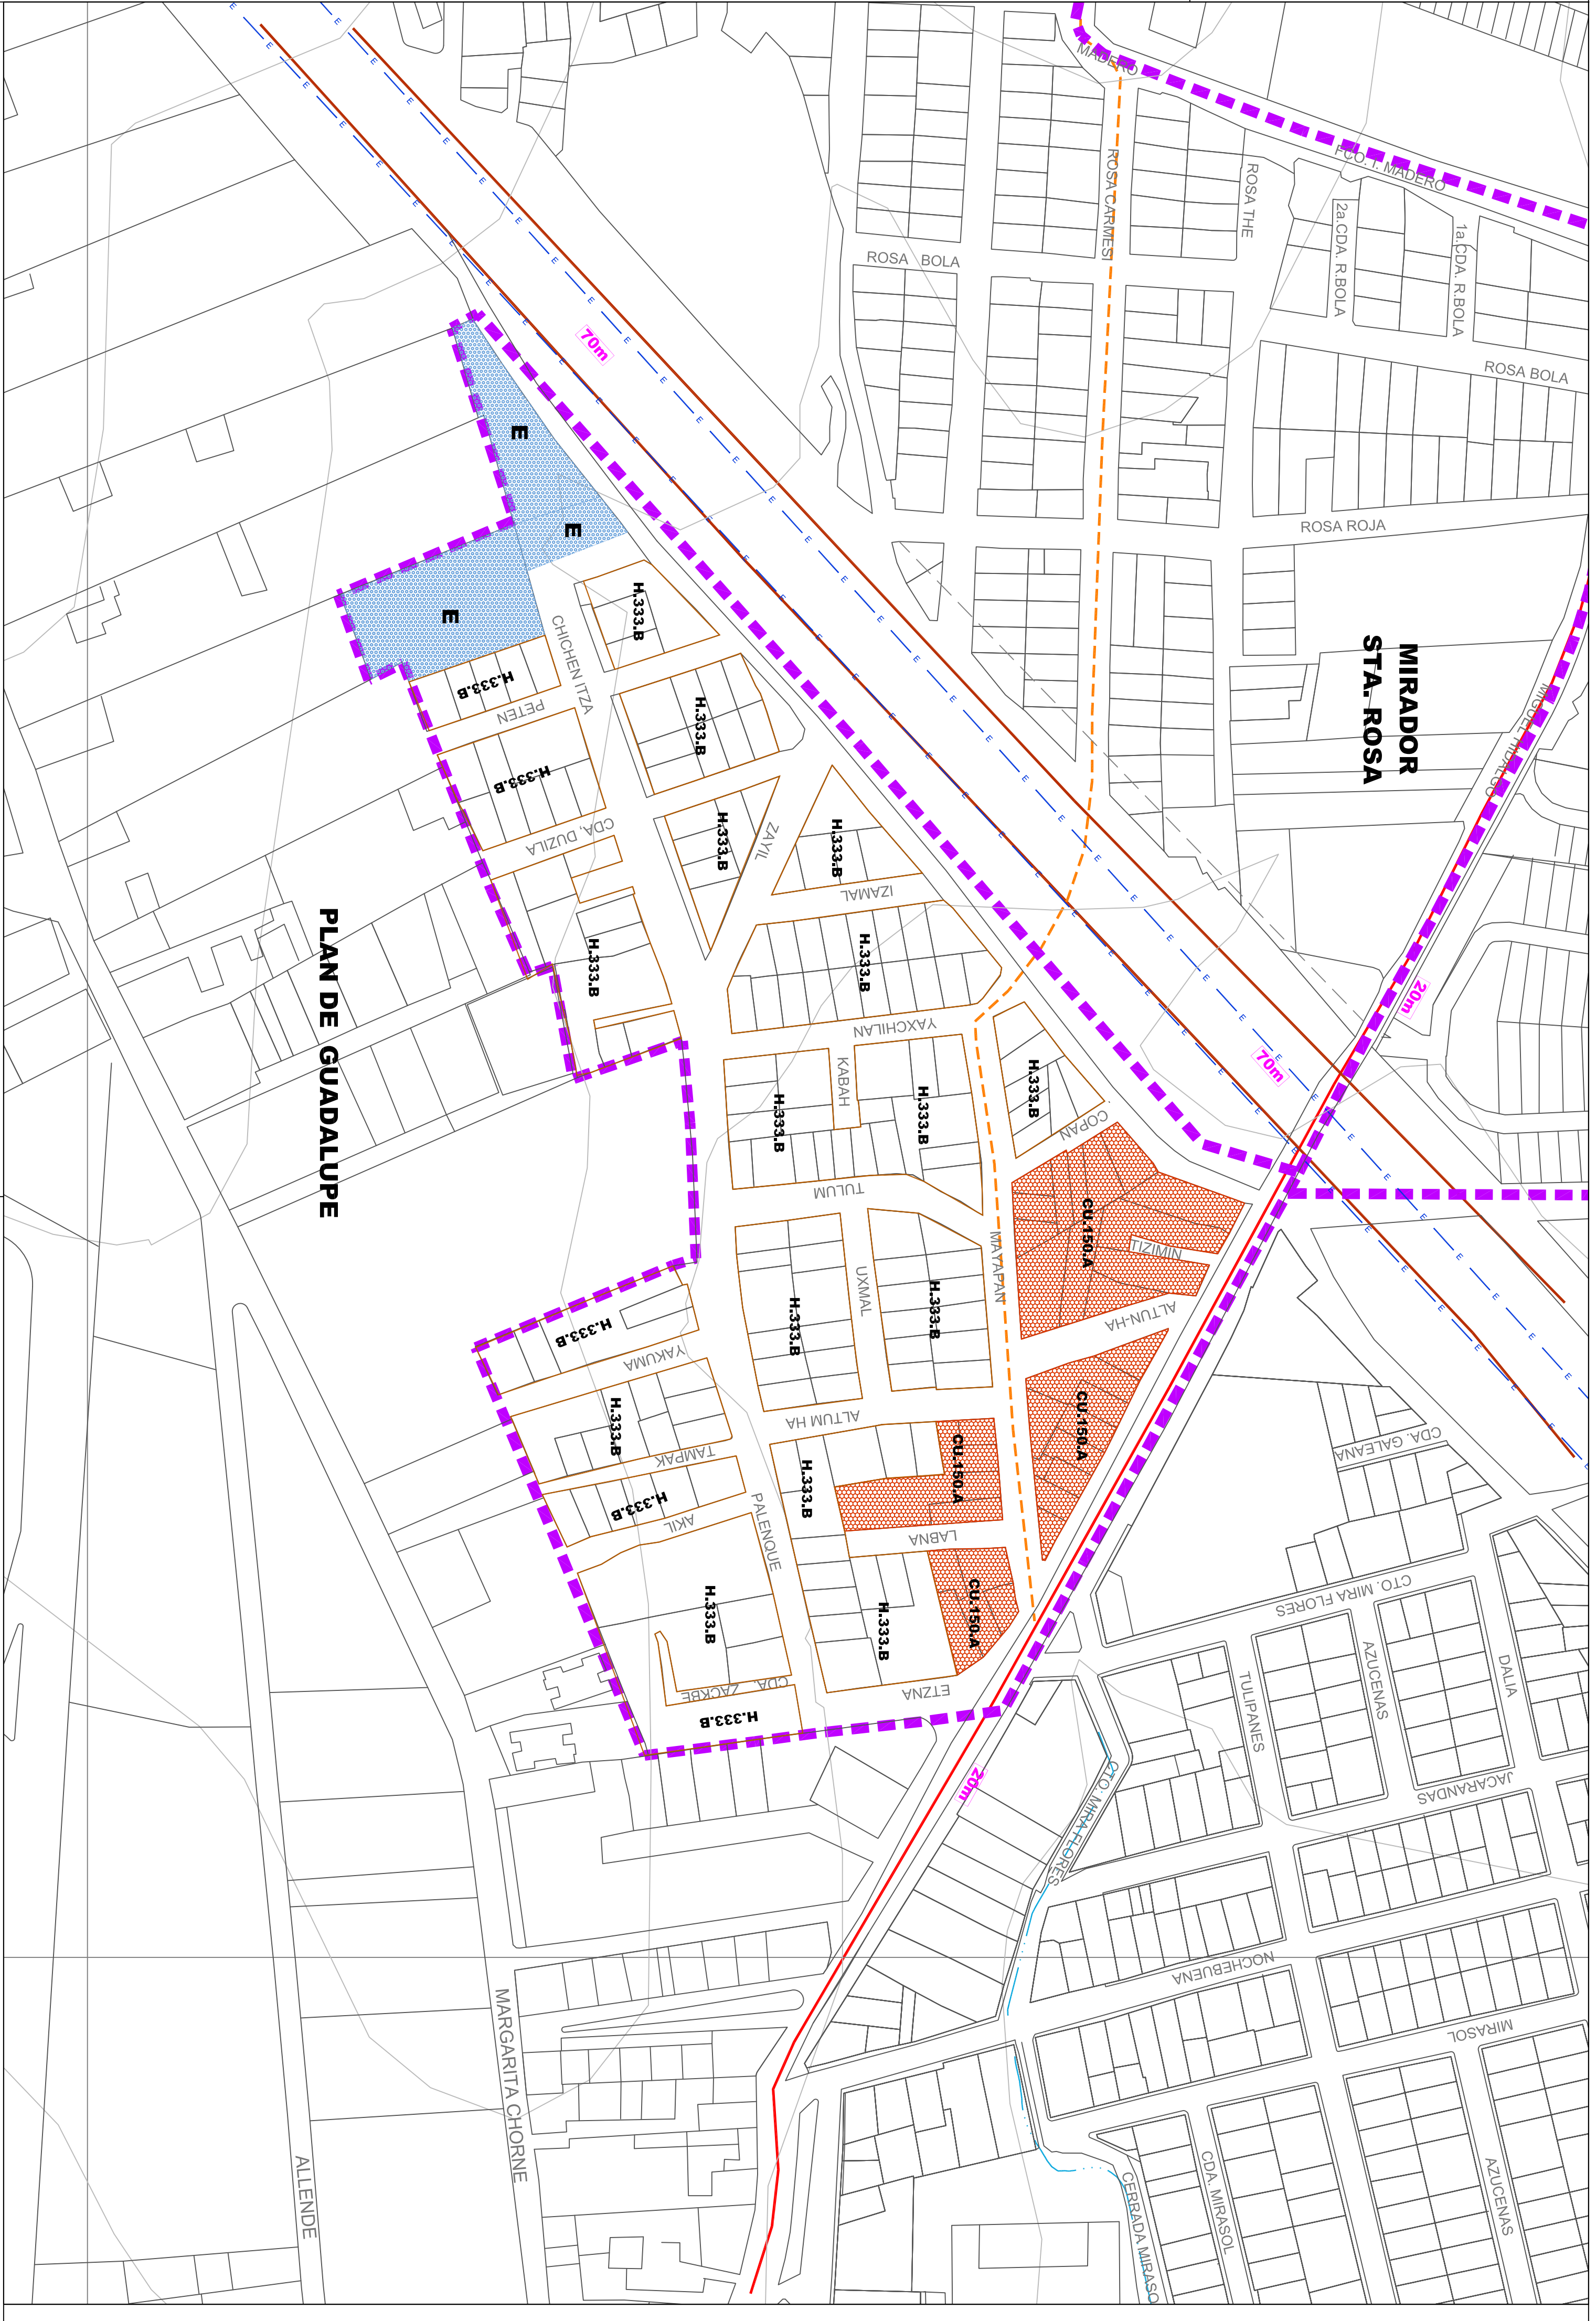 MADERO
FCO. I. MADERO
ROSA CARMESI
ROSA THE
2a.CDA. R.BOLA
1a.CDA. R.BOLA
ROSA BOLA
ROSA BOLA
70m
E
E
E
ROSA ROJA
MIRADOR
STA. ROSA
MIGUEL HIDALGO
CHICHEN ITZA
H.333.B
H.333.B
PETEN
H.333.B
H.333.B
CDA, DUZILA
H.333.B
ZAYIL
H.333.B
IZAMAL
H.333.B
H.333.B
PLAN DE GUADALUPE
YAXCHILAN
20m
70m
KABAH
H.333.B
H.333.B
H.333.B
COPAN
TULUM
CU.150.A
TIZIMIN
MAYAPAN
ALTUN-HA
UXMAL
H.333.B
H.333.B
H.333.B
YAKUMA
H.333.B
TAMPAK
ALTUM HA
CU.150.A
CU.150.A
CDA. GALEANA
H.333.B
H.333.B
AKIL
PALENQUE
LABNA
H.333.B
H.333.B
CU.150.A
CDA, ZACKBE
H.333.B
ETZNA
CTO. MIRA FLORES
AZUCENAS
DALIA
TULIPANES
JACARANDAS
20m
CTO. MIRA FLORES
NOCHEBUENA
MIRASOL
MARGARITA CHORNE
ALLENDE
CDA. MIRASOL
AZUCENAS
CERRADA MIRASO